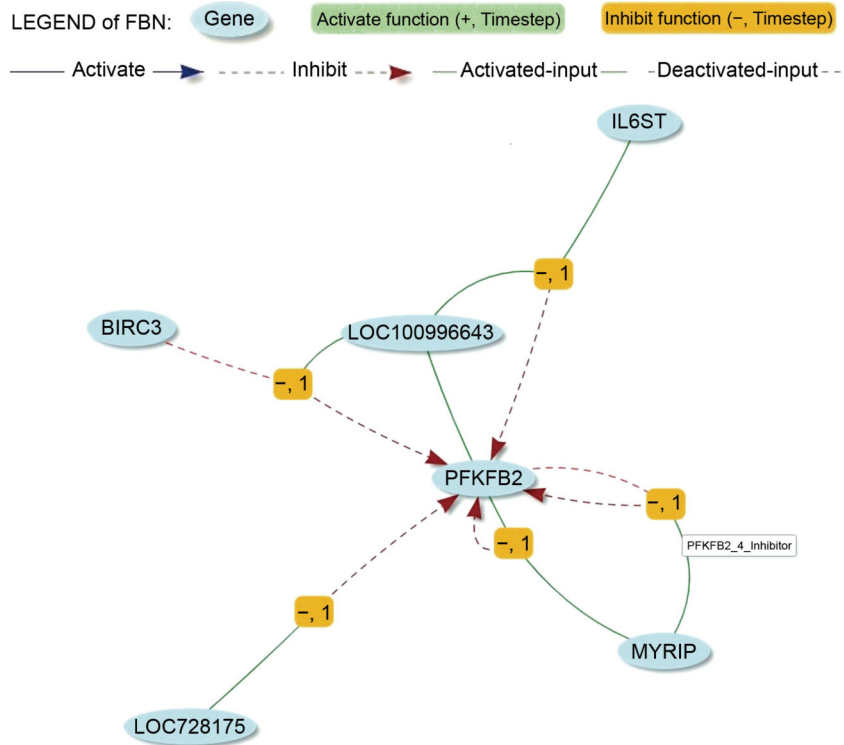 LEGEND of FBN:
Gene
Activate function (+, Timestep)
Inhibit function (−, Timestep)
Activate
Inhibit
Activated-input
Deactivated-input
IL6ST
−, 1
BIRC3
LOC100996643
−, 1
PFKFB2
−, 1
−, 1
PFKFB2_4_Inhibitor
−, 1
MYRIP
LOC728175